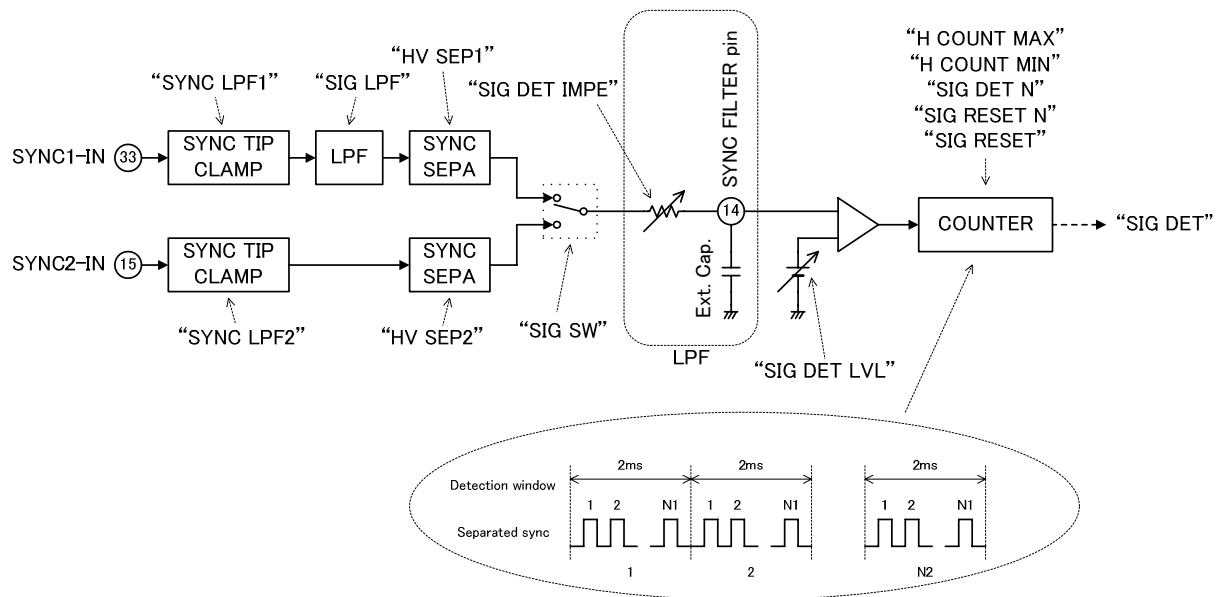 “H COUNT MAX”
“H COUNT MIN”
“SIG DET N”
“SIG RESET N”
“SIG RESET”
“HV SEP1”
“SYNC LPF1”
“SIG LPF”
“SIG DET IMPE”
SYNC FILTER pin
SYNC1-IN
33
SYNC TIP
CLAMP
LPF
SYNC
SEPA
14
COUNTER
“SIG DET”
SYNC2-IN
15
SYNC TIP
CLAMP
SYNC
SEPA
Ext. Cap.
“SYNC LPF2”
“HV SEP2”
“SIG SW”
LPF
“SIG DET LVL”
2ms
2ms
2ms
Detection window
1 2 N1 1 2 N1 1 2 N1
Separated sync
1
2
N2